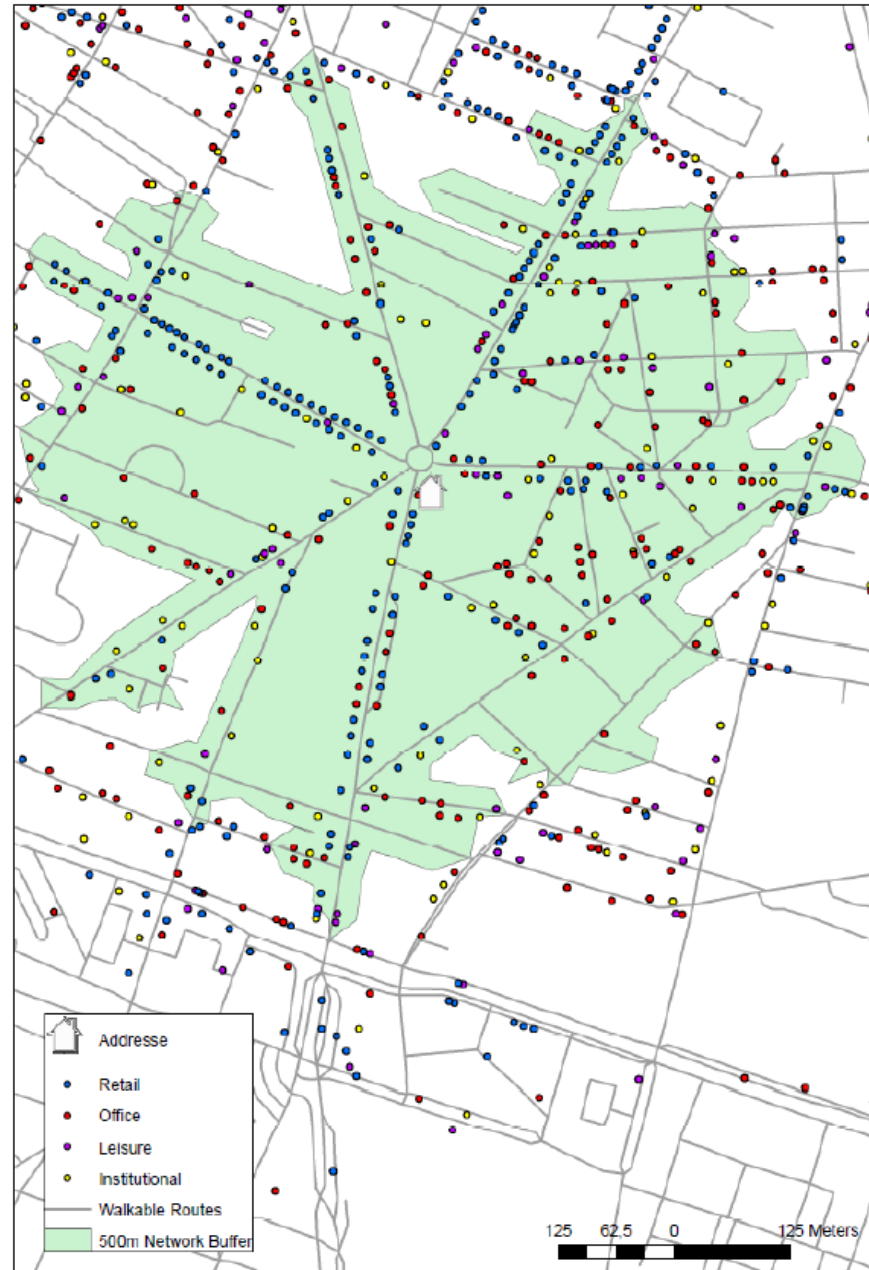 Addresse
Retail
Office
Leisure
Institutional
Walkable Routes
500m Network Buffer
125 62,5 0 125 Meters